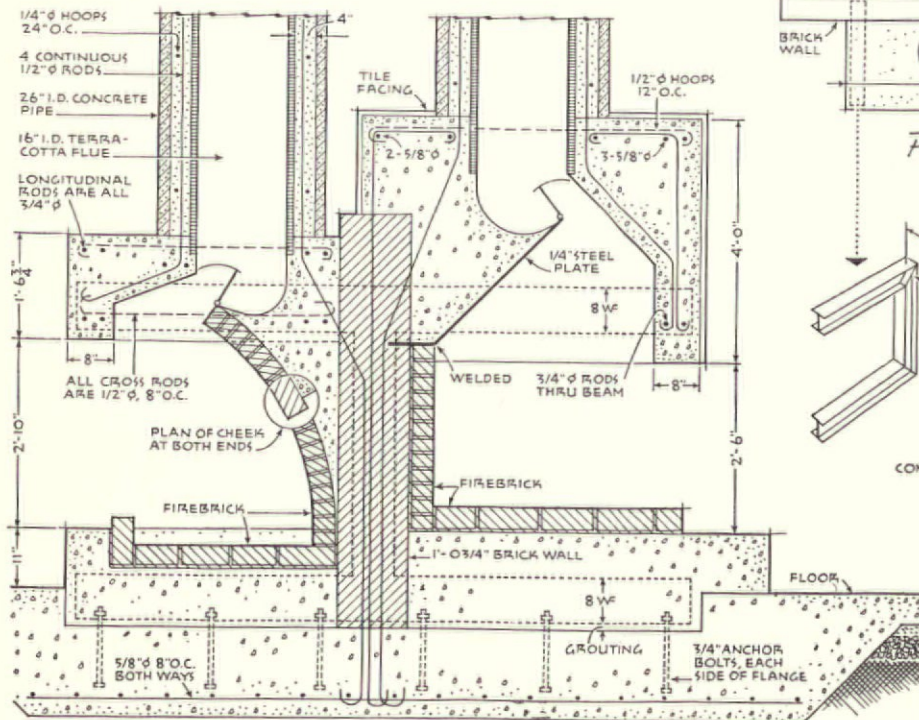 1/4"⌀ HOOPS
24" O.C.
4 CONTINUOUS
1/2"⌀ RODS
26" I.D. CONCRETE
PIPE
16" I.D. TERRA-
COTTA FLUE
LONGITUDINAL
RODS ARE ALL
3/4"⌀
4"
TILE
FACING
1/2"⌀ HOOPS
12" O.C.
BRICK
WALL
2-5/8"⌀
3-5/8"⌀
1'-6 3/4"
1/4" STEEL
PLATE
4'-0"
8 WF
8"
ALL CROSS RODS
ARE 1/2"⌀, 8" O.C.
WELDED
3/4"⌀ RODS
THRU BEAM
8"
2'-10"
PLAN OF CHEEK
AT BOTH ENDS
2'-6"
CON
FIREBRICK
FIREBRICK
11"
1'-0 3/4" BRICK WALL
FLOOR
8 WF
GROUTING
3/4" ANCHOR
BOLTS, EACH
SIDE OF FLANGE
5/8"⌀ 8" O.C.
BOTH WAYS